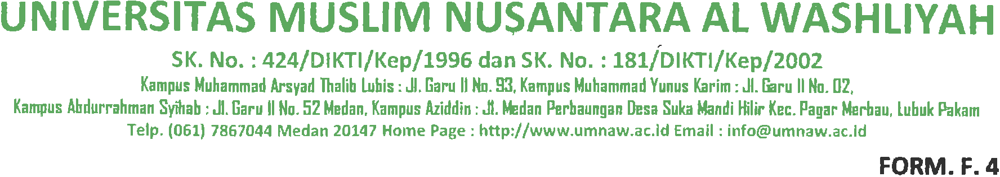 UNIVERSITAS MUSLIM NUSANTARA AL WASHLIYAH
SK. No. : 424/DIKTI/Kep/1996 dan SK. No. : 181/DIKTI/Kep/2002
Kampus Muhammad Arsyad Thalib Lubis : Jl. Garu II No. 93, Kampus Muhammad Yunus Karim : Jl. Garu II No. 02,
Kampus Abdurrahman Syihab : Jl. Garu II No. 52 Medan, Kampus Aziddin : Jl. Medan Perbaungan Desa Suka Mandi Hilir Kec. Pagar Merbau, Lubuk Pakam
Telp. (061) 7867044 Medan 20147 Home Page : http://www.umnaw.ac.id Email : info@umnaw.ac.id
FORM. F. 4